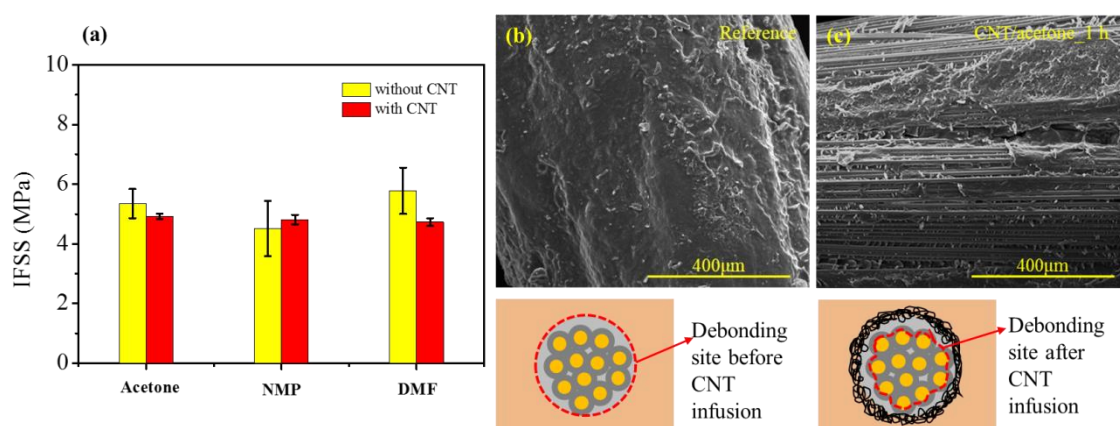 (a)
10
8
6
4
2
0
IFSS (MPa)
without CNT
with CNT
Acetone
NMP
DMF
(b)
Reference
400μm
(c)
CNT/acetone_1 h
400μm
Debonding
site before
CNT
infusion
Debonding
site after
CNT
infusion